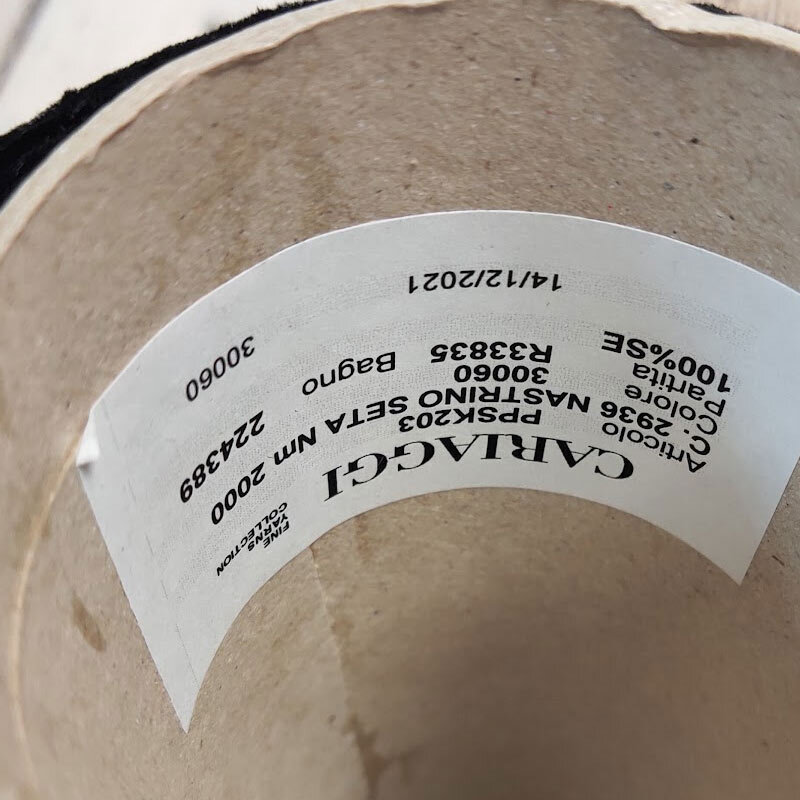 CARIAGGI FINE YARNS COLLECTION
Articolo PPSK203
C. 2936 NASTRINO SETA Nm 2000
Colore 30060 224389
Partita R33835 Bagno
100%SE 30060
14/12/2021